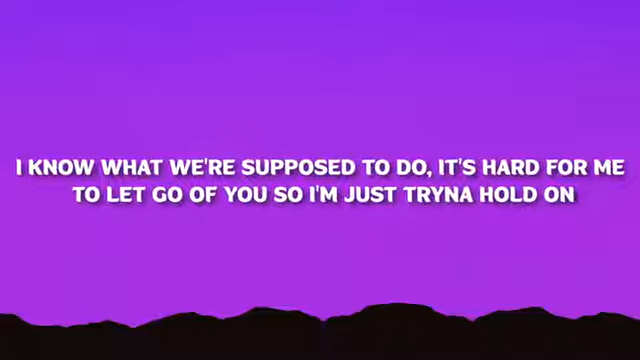 I KNOW WHAT WE'RE SUPPOSED TO DO, IT'S HARD FOR ME
TO LET GO OF YOU SO I'M JUST TRYNA HOLD ON